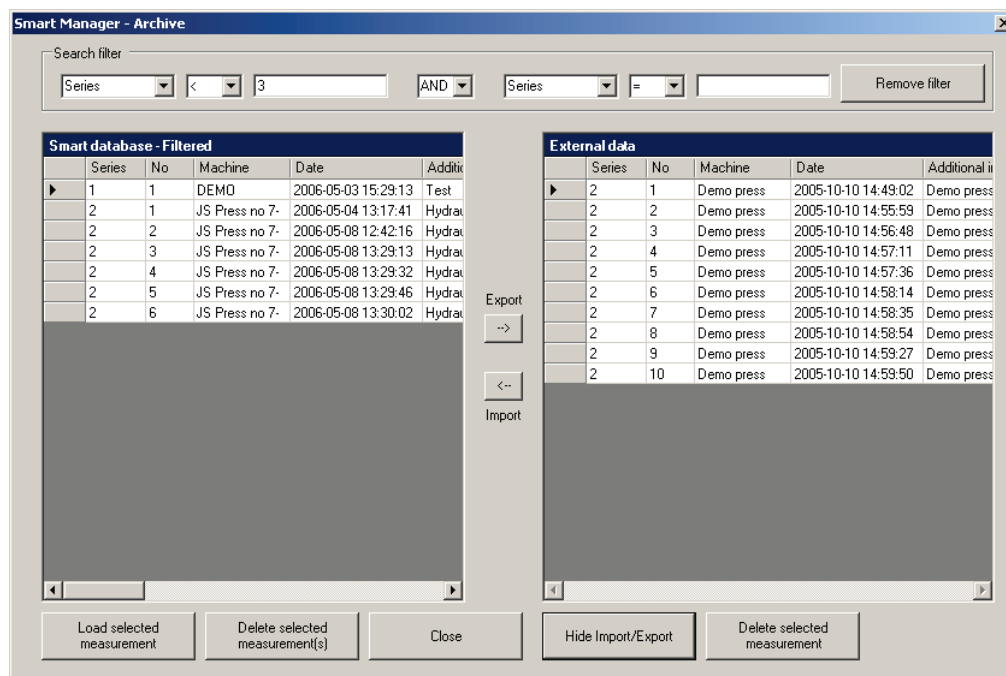 Smart Manager - Archive
Search filter
Series < 3 AND Series = Remove filter
Smart database - Filtered
Series No Machine Date Additic
1 1 DEMO 2006-05-03 15:29:13 Test
2 1 JS Press no 7- 2006-05-04 13:17:41 Hydrau
2 2 JS Press no 7- 2006-05-08 12:42:16 Hydrau
2 3 JS Press no 7- 2006-05-08 13:29:13 Hydrau
2 4 JS Press no 7- 2006-05-08 13:29:32 Hydrau
2 5 JS Press no 7- 2006-05-08 13:29:46 Hydrau
2 6 JS Press no 7- 2006-05-08 13:30:02 Hydrau
Export
-->
<--
Import
External data
Series No Machine Date Additional in
2 1 Demo press 2005-10-10 14:49:02 Demo press
2 2 Demo press 2005-10-10 14:55:59 Demo press
2 3 Demo press 2005-10-10 14:56:48 Demo press
2 4 Demo press 2005-10-10 14:57:11 Demo press
2 5 Demo press 2005-10-10 14:57:36 Demo press
2 6 Demo press 2005-10-10 14:58:14 Demo press
2 7 Demo press 2005-10-10 14:58:35 Demo press
2 8 Demo press 2005-10-10 14:58:54 Demo press
2 9 Demo press 2005-10-10 14:59:27 Demo press
2 10 Demo press 2005-10-10 14:59:50 Demo press
Load selected
measurement
Delete selected
measurement(s)
Close
Hide Import/Export
Delete selected
measurement